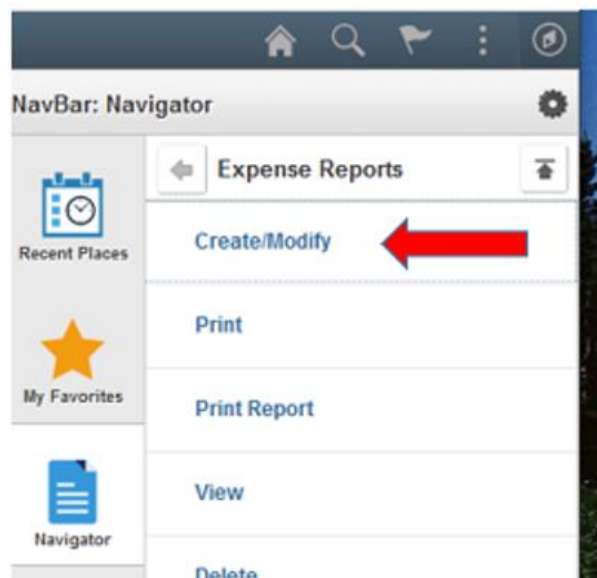 NavBar: Navigator
Expense Reports
Recent Places
Create/Modify
Print
My Favorites
Print Report
View
Navigator
Delete